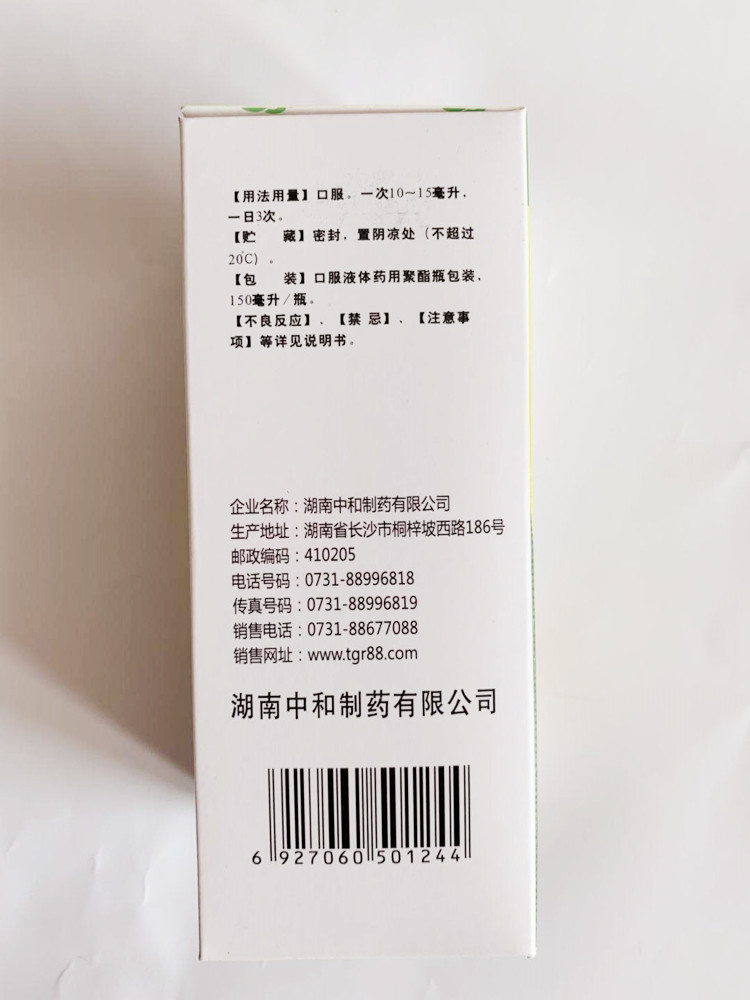 【用法用量】口服。一次10～15毫升，
一日3次。
【贮 藏】密封，置阴凉处（不超过
20℃）。
【包 装】口服液体药用聚酯瓶包装，
150毫升／瓶。
【不良反应】、【禁 忌】、【注意事
项】等详见说明书。
企业名称：湖南中和制药有限公司
生产地址：湖南省长沙市桐梓坡西路186号
邮政编码：410205
电话号码：0731-88996818
传真号码：0731-88996819
销售电话：0731-88677088
销售网址：www.tgr88.com
湖南中和制药有限公司
6 927060 501244